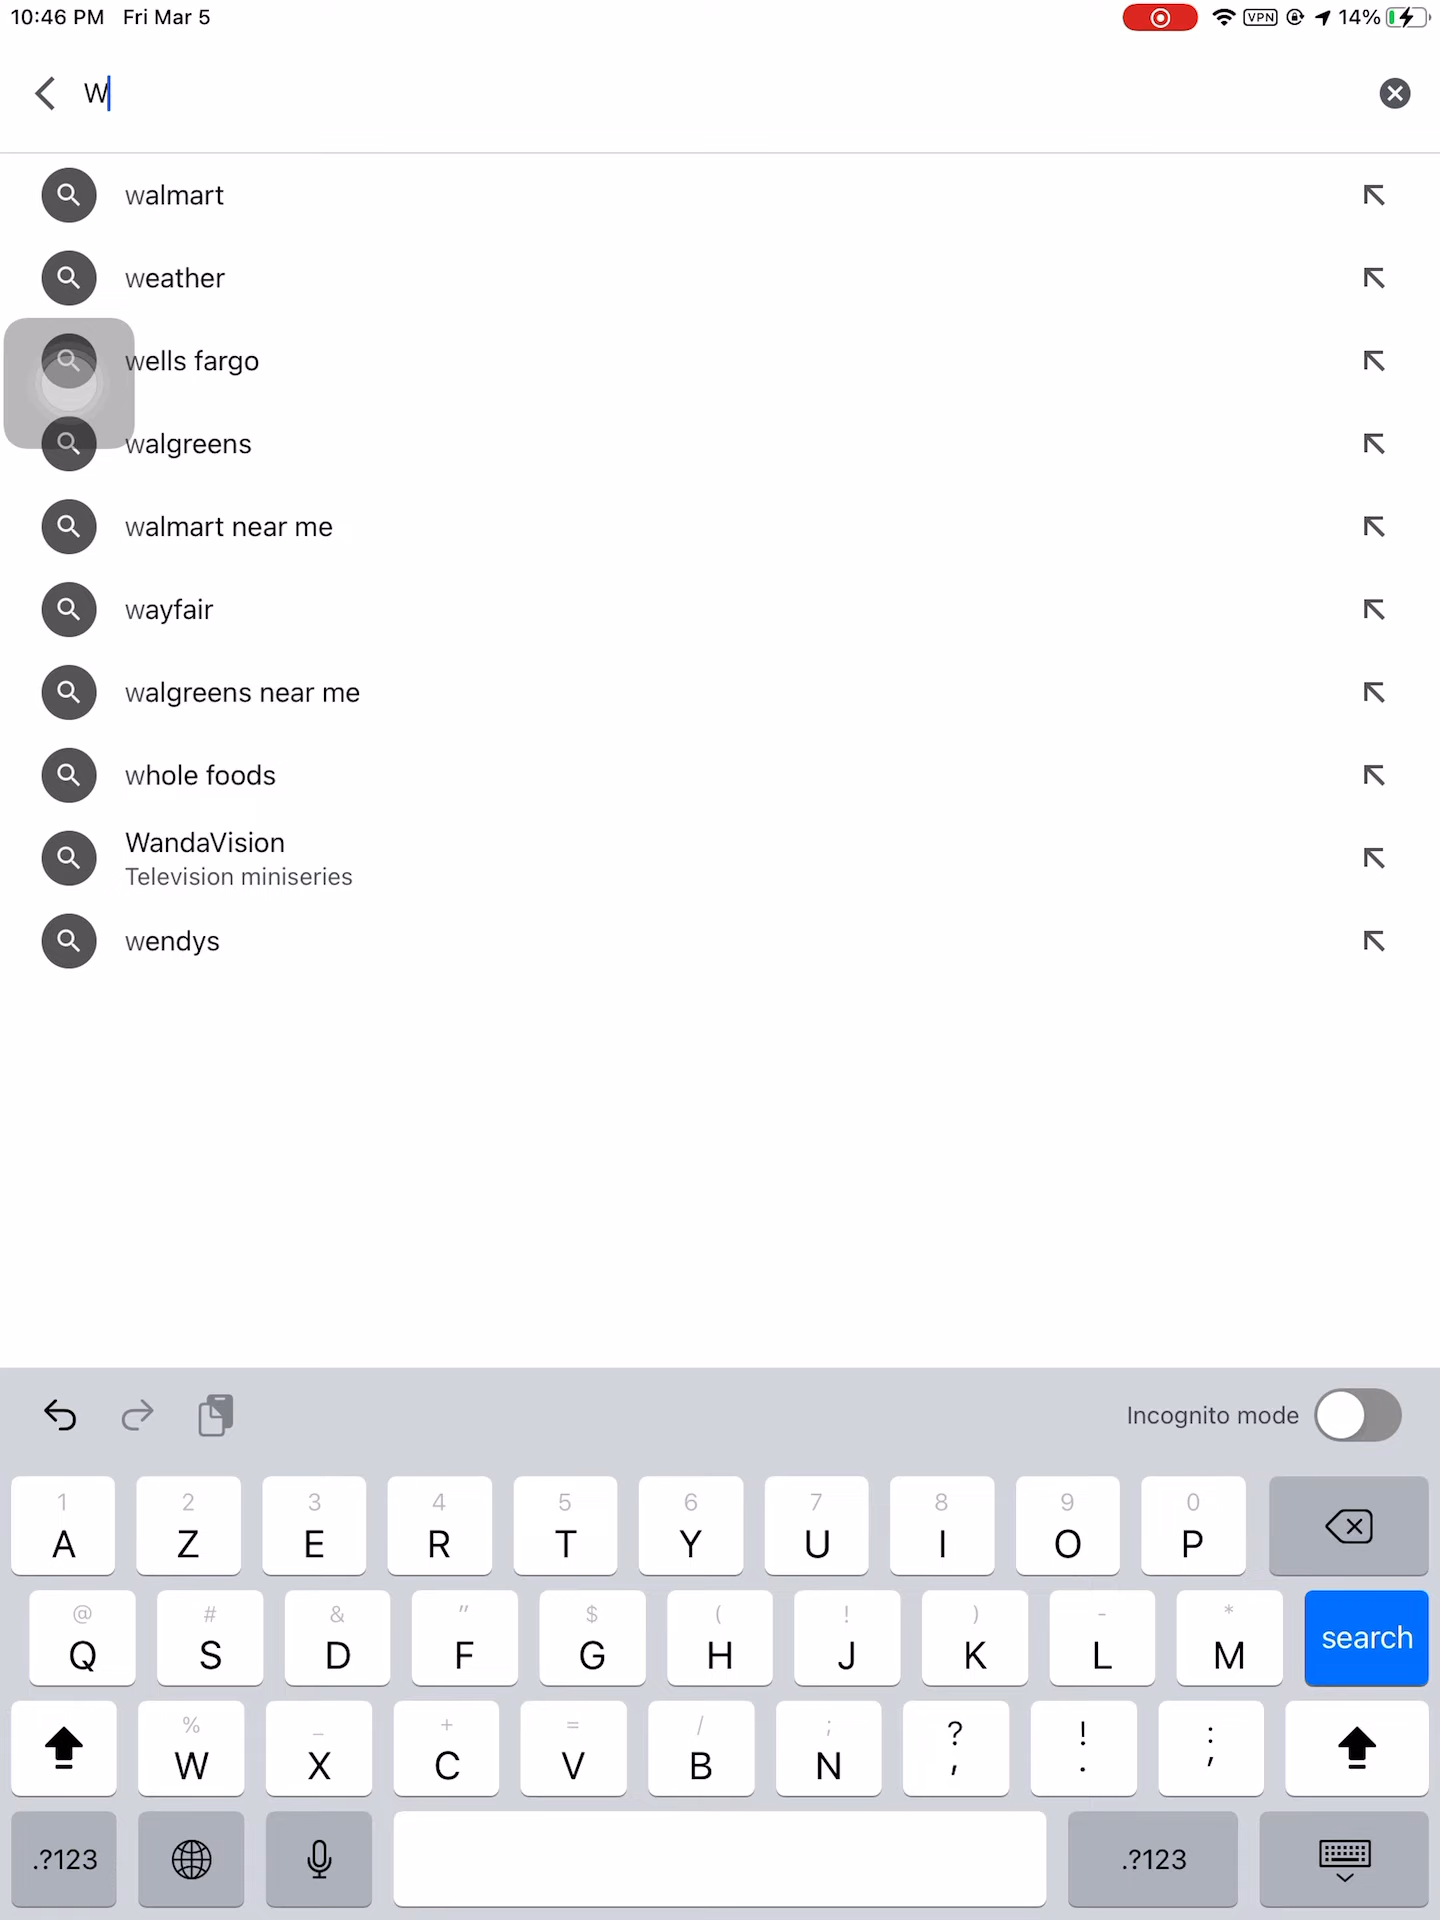 10:46 PM Fri Mar 5
VPN 14%
W
walmart
weather
wells fargo
walgreens
walmart near me
wayfair
walgreens near me
whole foods
WandaVision
Television miniseries
wendys
Incognito mode
1 2 3 4 5 6 7 8 9 0
A Z E R T Y U I O P
@ # & " $ ( ! ) - *
Q S D F G H J K L M search
% _ + = / ; ? ! :
W X C V B N , . ,
.?123 .?123